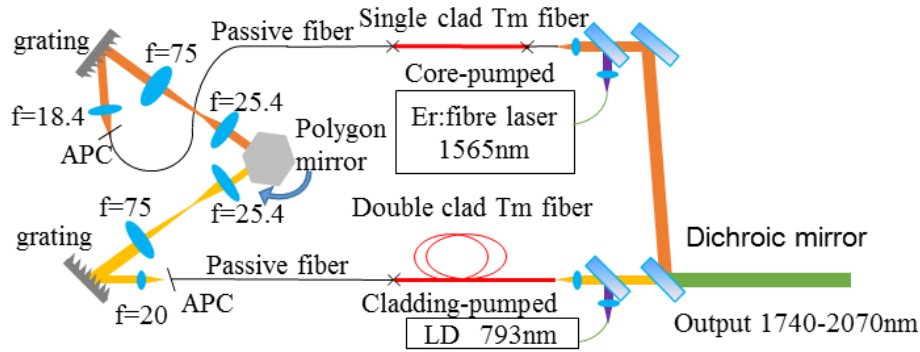 grating
f=75
Passive fiber
Single clad Tm fiber
f=18.4
APC
f=25.4
Polygon
mirror
Core-pumped
Er:fibre laser
1565nm
f=25.4
f=75
grating
f=20
APC
Passive fiber
Double clad Tm fiber
Cladding-pumped
LD 793nm
Dichroic mirror
Output 1740-2070nm